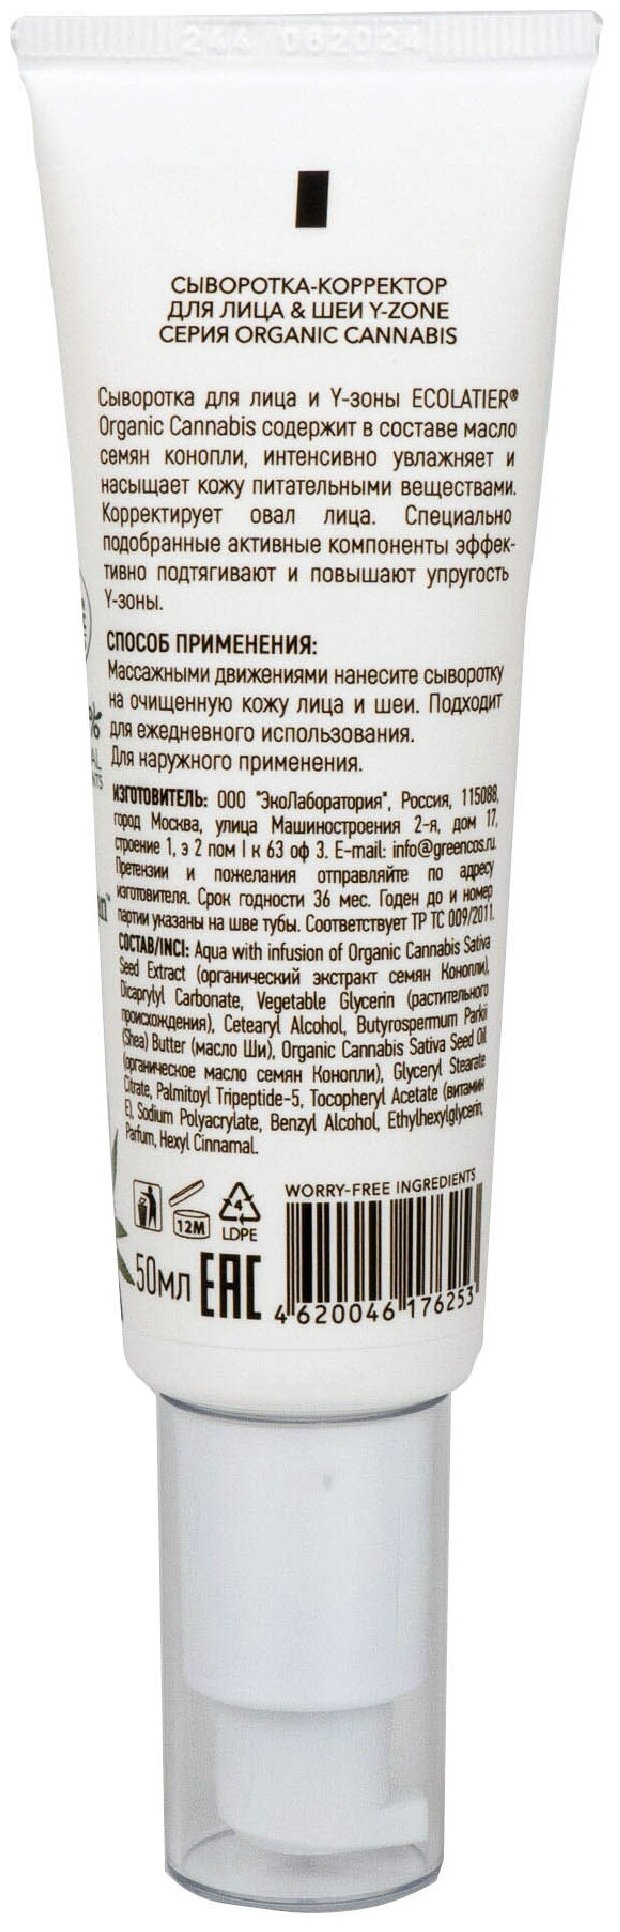 244 062024
СЫВОРОТКА-КОРРЕКТОР
ДЛЯ ЛИЦА & ШЕИ Y-ZONE
СЕРИЯ ORGANIC CANNABIS
Сыворотка для лица и Y-зоны ECOLATIER®
Organic Cannabis содержит в составе масло
семян конопли, интенсивно увлажняет и
насыщает кожу питательными веществами.
Корректирует овал лица. Специально
подобранные активные компоненты эффек-
тивно подтягивают и повышают упругость
Y-зоны.
СПОСОБ ПРИМЕНЕНИЯ:
Массажными движениями нанесите сыворотку
на очищенную кожу лица и шеи. Подходит
для ежедневного использования.
Для наружного применения.
ИЗГОТОВИТЕЛЬ: ООО "ЭкоЛаборатория", Россия, 115088,
город Москва, улица Машиностроения 2-я, дом 17,
строение 1, э 2 пом I к 63 оф 3. E-mail: info@greencos.ru.
Претензии и пожелания отправляйте по адресу
изготовителя. Срок годности 36 мес. Годен до и номер
партии указаны на шве тубы. Соответствует ТР ТС 009/2011.
СОСТАВ/INCI: Aqua with infusion of Organic Cannabis Sativa
Seed Extract (органический экстракт семян Конопли),
Dicaprylyl Carbonate, Vegetable Glycerin (растительного
происхождения), Cetearyl Alcohol, Butyrospermum Parkii
(Shea) Butter (масло Ши), Organic Cannabis Sativa Seed Oil
(органическое масло семян Конопли), Glyceryl Stearate
Citrate, Palmitoyl Tripeptide-5, Tocopheryl Acetate (витамин
Е), Sodium Polyacrylate, Benzyl Alcohol, Ethylhexylglycerin,
Parfum, Hexyl Cinnamal.
WORRY-FREE INGREDIENTS
12M
4
LDPE
50мл
EAC
4 620046 176253